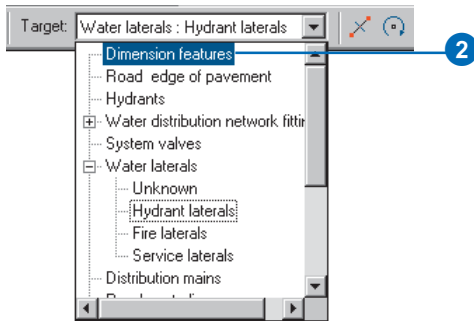 Target: Water laterals : Hydrant laterals
Dimension features
2
Road edge of pavement
Hydrants
Water distribution network fittin
System valves
Water laterals
Unknown
Hydrant laterals
Fire laterals
Service laterals
Distribution mains